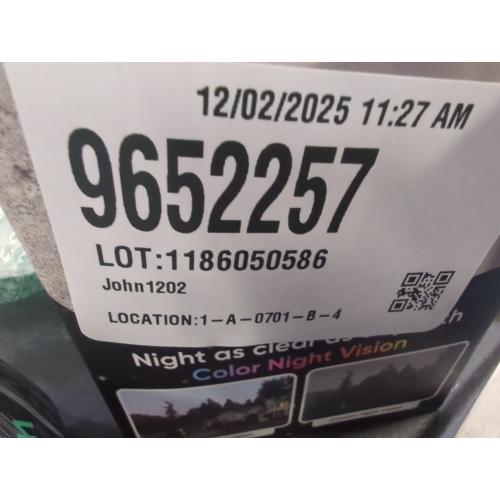 12/02/2025 11:27 AM
9652257
LOT:1186050586
John1202
LOCATION:1-A-0701-B-4
Night as clear as
Color Night Vision